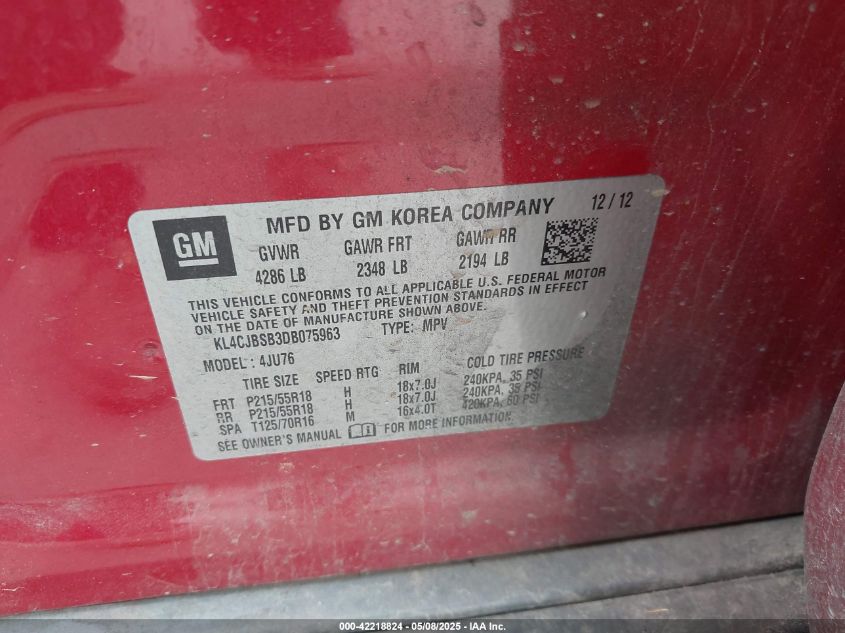 GM
MFD BY GM KOREA COMPANY 12 / 12
GVWR GAWR FRT GAWR RR
4286 LB 2348 LB 2194 LB
THIS VEHICLE CONFORMS TO ALL APPLICABLE U.S. FEDERAL MOTOR
VEHICLE SAFETY AND THEFT PREVENTION STANDARDS IN EFFECT
ON THE DATE OF MANUFACTURE SHOWN ABOVE.
KL4CJBSB3DB075963 TYPE: MPV
MODEL: 4JU76
TIRE SIZE SPEED RTG RIM COLD TIRE PRESSURE
FRT P215/55R18 H 18x7.0J 240KPA, 35 PSI
RR P215/55R18 H 18x7.0J 240KPA, 35 PSI
SPA T125/70R16 M 16x4.0T 420KPA, 60 PSI
SEE OWNER'S MANUAL FOR MORE INFORMATION.
000-42218824 - 05/08/2025 - IAA Inc.